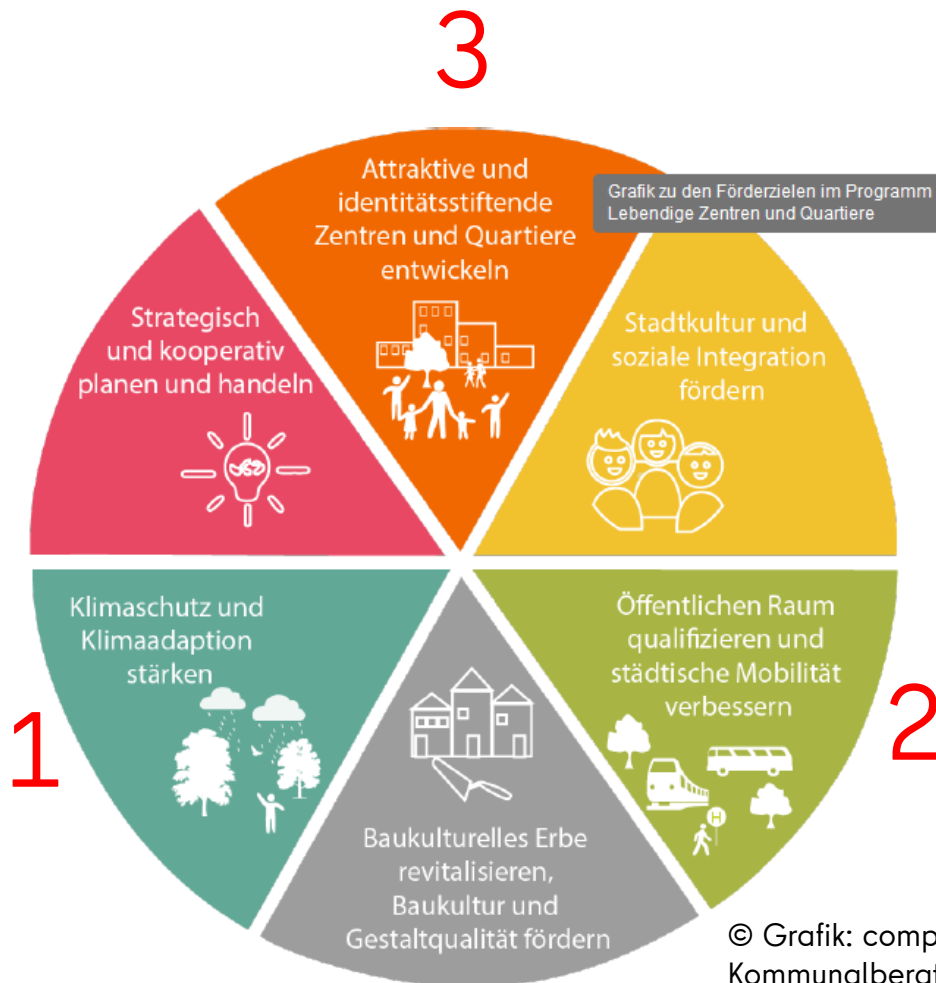 3
Attraktive und
identitätsstiftende
Zentren und Quartiere
entwickeln
Grafik zu den Förderzielen im Programm
Lebendige Zentren und Quartiere
Strategisch
und kooperativ
planen und handeln
Stadtkultur und
soziale Integration
fördern
Klimaschutz und
Klimaadaption
stärken
1
Öffentlichen Raum
qualifizieren und
städtische Mobilität
verbessern
2
H
Baukulturelles Erbe
revitalisieren,
Baukultur und
Gestaltqualität fördern
© Grafik: comp
Kommunalberat